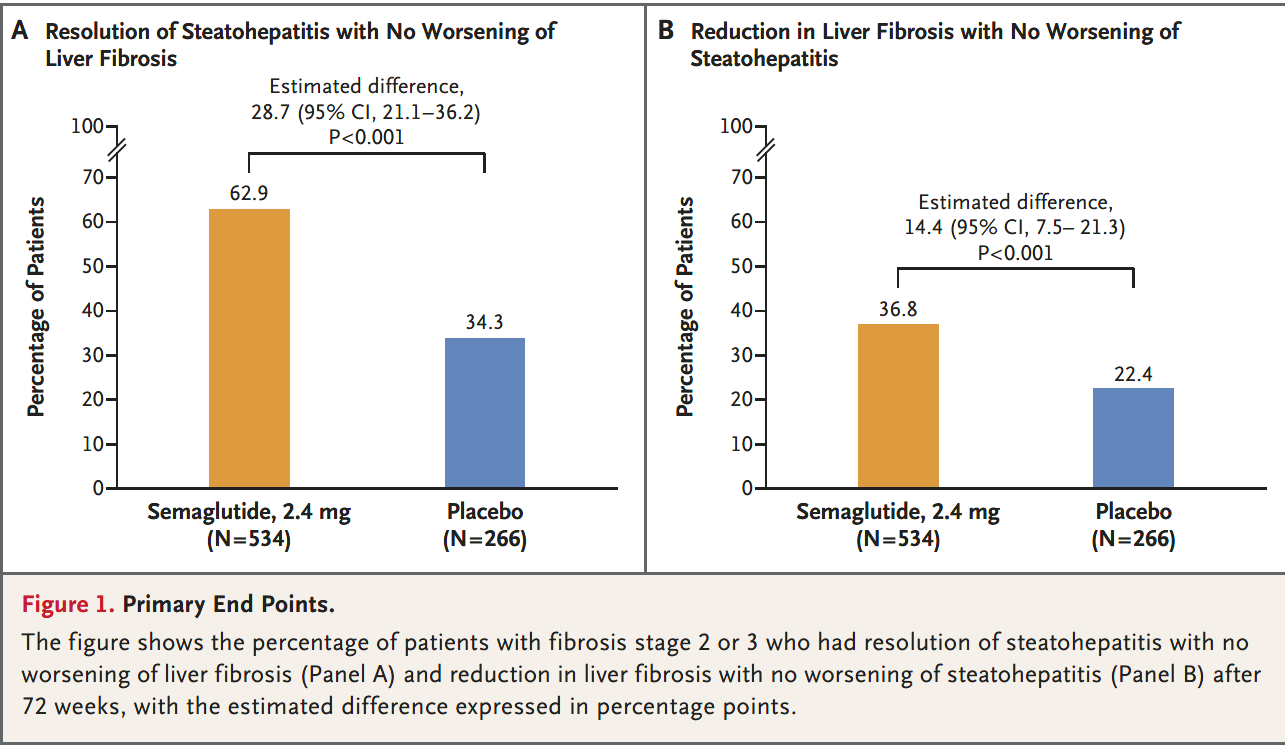 A Resolution of Steatohepatitis with No Worsening of
Liver Fibrosis
Estimated difference,
28.7 (95% CI, 21.1–36.2)
P<0.001
Percentage of Patients
100
70
60
50
40
30
20
10
0
62.9
34.3
Semaglutide, 2.4 mg
(N=534)
Placebo
(N=266)
B Reduction in Liver Fibrosis with No Worsening of
Steatohepatitis
Estimated difference,
14.4 (95% CI, 7.5– 21.3)
P<0.001
Percentage of Patients
100
70
60
50
40
30
20
10
0
36.8
22.4
Semaglutide, 2.4 mg
(N=534)
Placebo
(N=266)
Figure 1. Primary End Points.
The figure shows the percentage of patients with fibrosis stage 2 or 3 who had resolution of steatohepatitis with no
worsening of liver fibrosis (Panel A) and reduction in liver fibrosis with no worsening of steatohepatitis (Panel B) after
72 weeks, with the estimated difference expressed in percentage points.